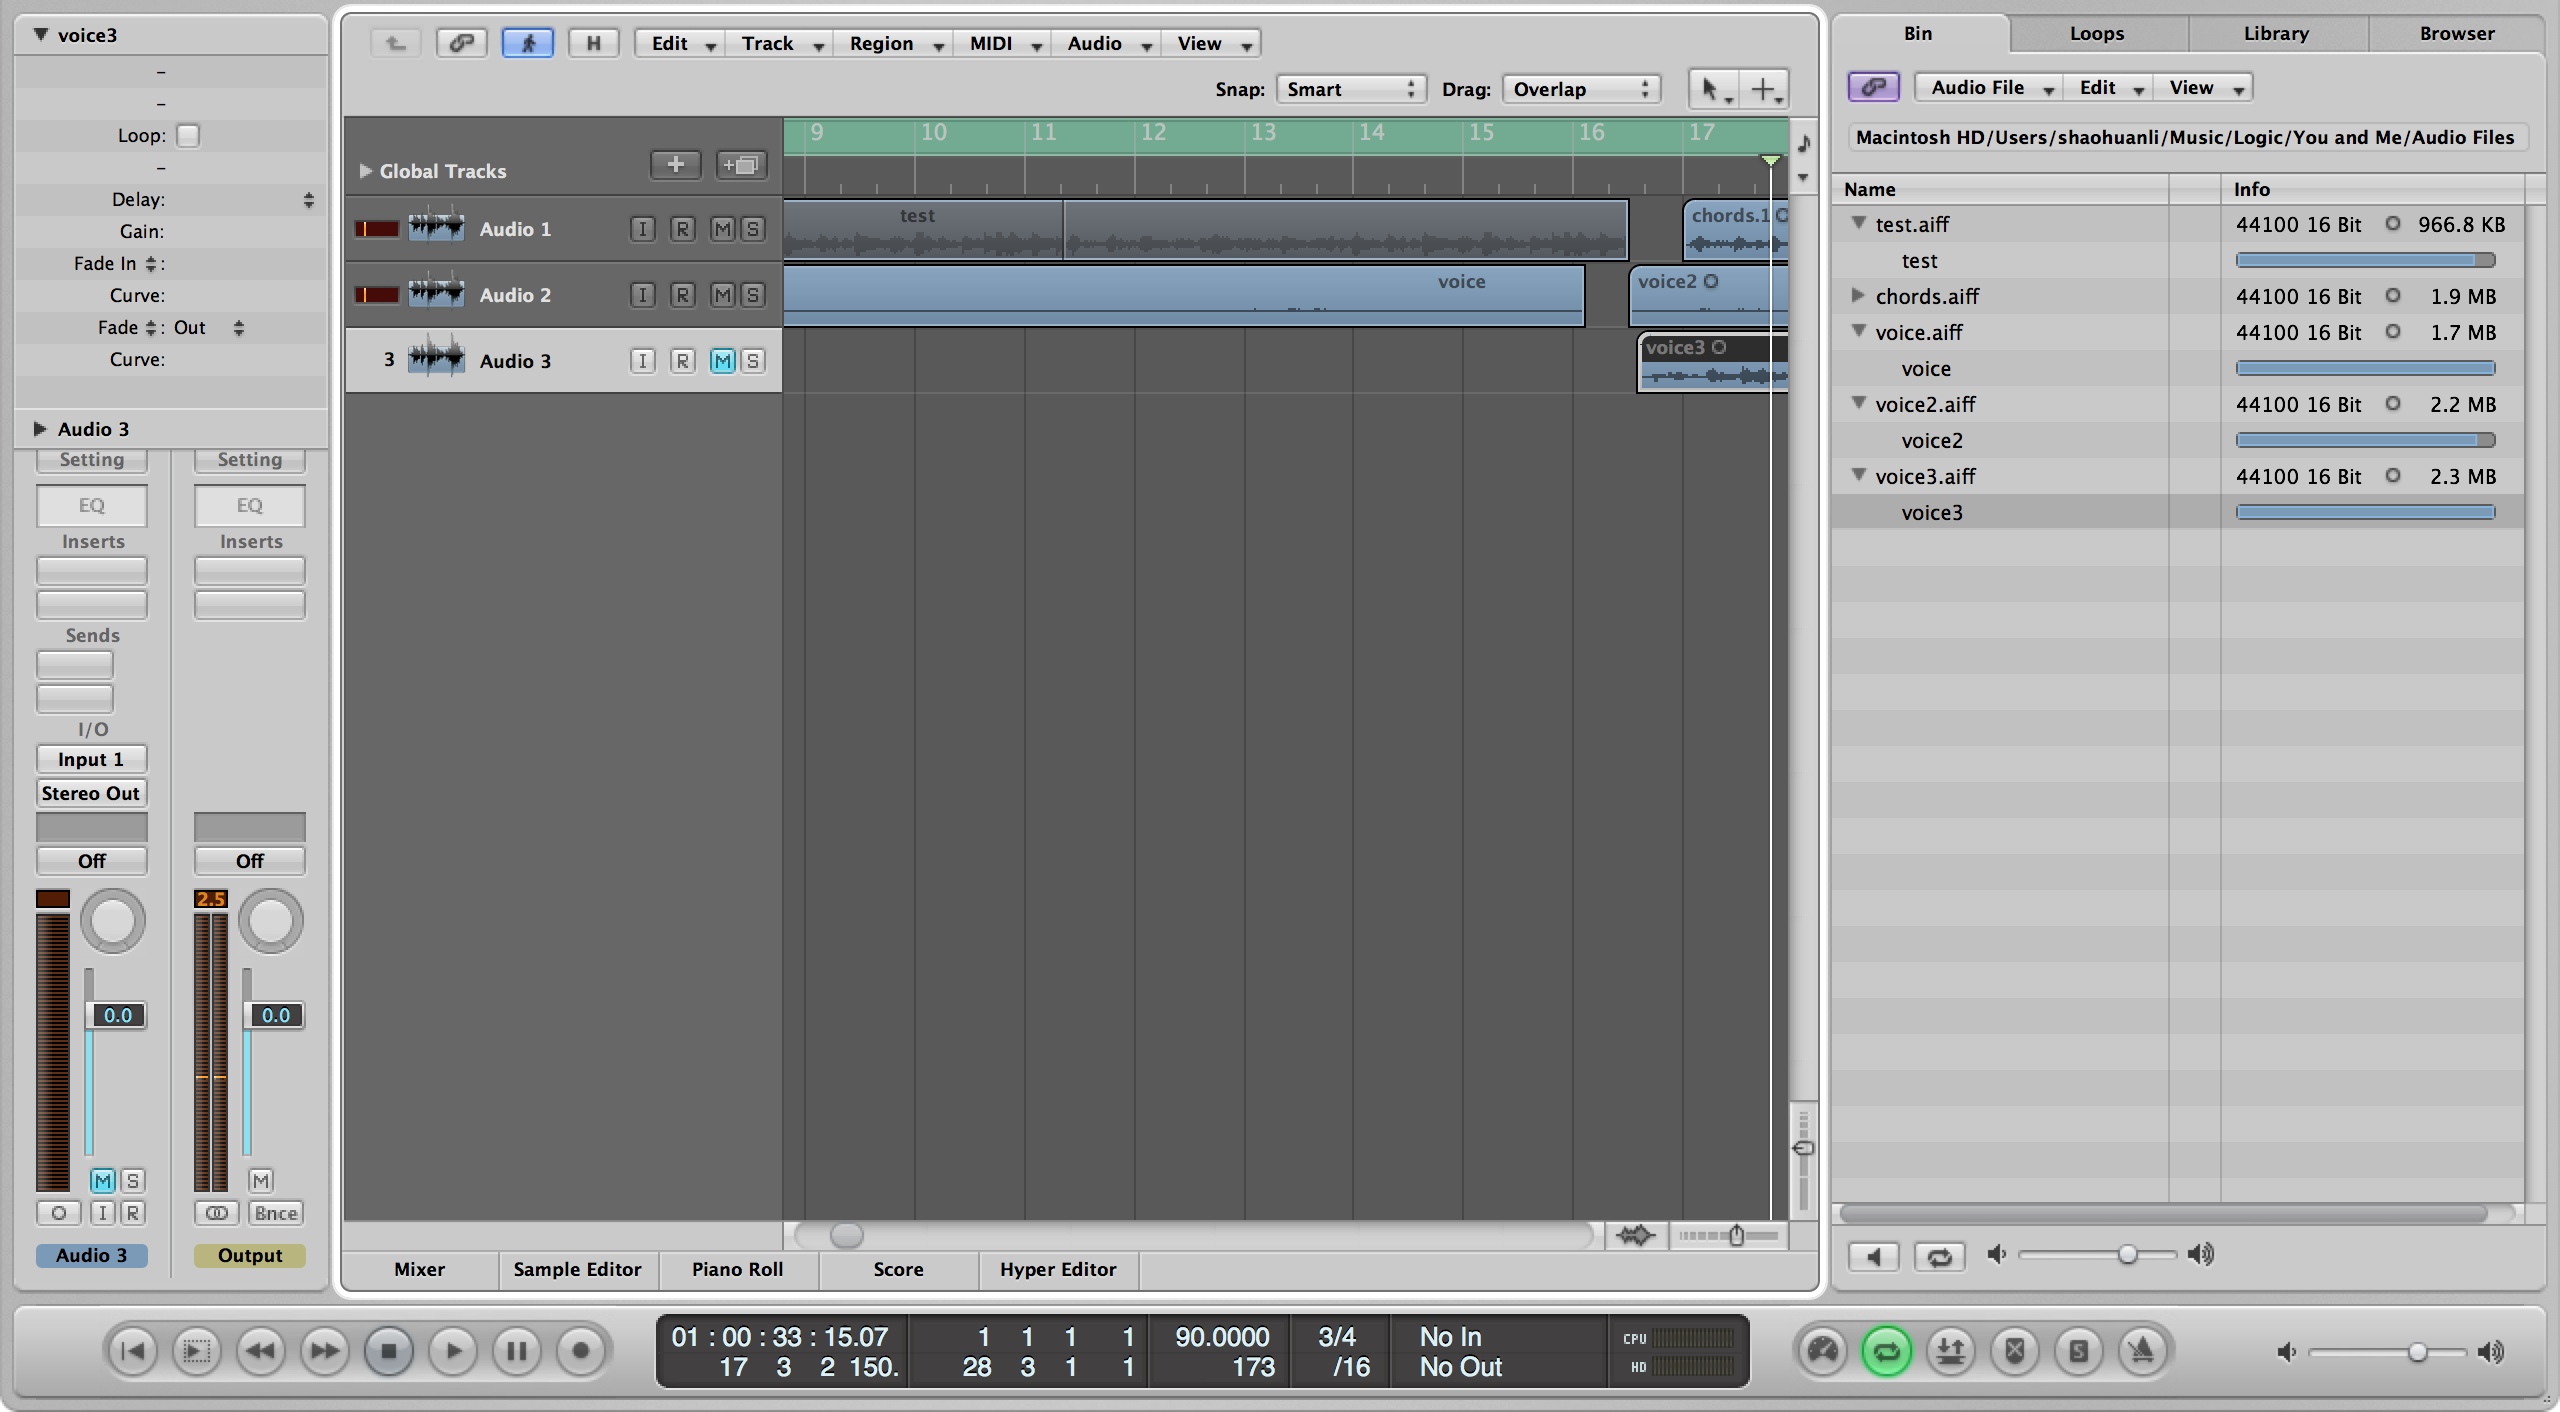 voice3
–
–
Loop:
–
Delay:
Gain:
Fade In :
Curve:
Fade : Out
Curve:
Audio 3
Setting Setting
EQ EQ
Inserts Inserts
Sends
I/O
Input 1
Stereo Out
Off Off
2.5
0.0 0.0
M S M
I R Bnce
Audio 3 Output
H Edit Track Region MIDI Audio View
Snap: Smart Drag: Overlap
Global Tracks
9 10 11 12 13 14 15 16 17
Audio 1 I R M S test chords.1
Audio 2 I R M S voice voice2
3 Audio 3 I R M S voice3
Mixer Sample Editor Piano Roll Score Hyper Editor
Bin Loops Library Browser
Audio File Edit View
Macintosh HD/Users/shaohuanli/Music/Logic/You and Me/Audio Files
Name Info
test.aiff 44100 16 Bit 966.8 KB
test
chords.aiff 44100 16 Bit 1.9 MB
voice.aiff 44100 16 Bit 1.7 MB
voice
voice2.aiff 44100 16 Bit 2.2 MB
voice2
voice3.aiff 44100 16 Bit 2.3 MB
voice3
01 : 00 : 33 : 15.07 1 1 1 1 90.0000 3/4 No In CPU
17 3 2 150. 28 3 1 1 173 /16 No Out HD
S